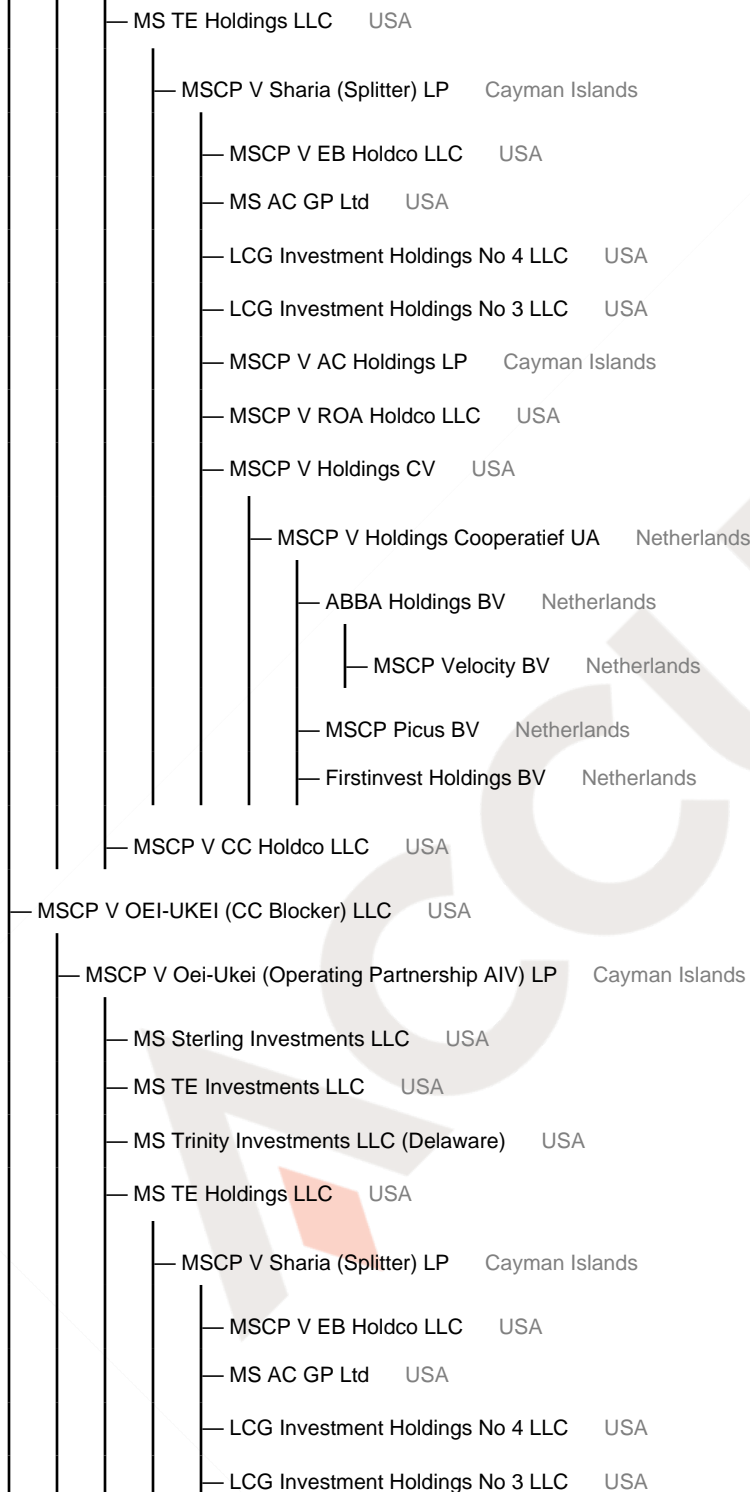 MS TE Holdings LLC USA
MSCP V Sharia (Splitter) LP Cayman Islands
MSCP V EB Holdco LLC USA
MS AC GP Ltd USA
LCG Investment Holdings No 4 LLC USA
LCG Investment Holdings No 3 LLC USA
MSCP V AC Holdings LP Cayman Islands
MSCP V ROA Holdco LLC USA
MSCP V Holdings CV USA
MSCP V Holdings Cooperatief UA Netherlands
ABBA Holdings BV Netherlands
MSCP Velocity BV Netherlands
MSCP Picus BV Netherlands
Firstinvest Holdings BV Netherlands
MSCP V CC Holdco LLC USA
MSCP V OEI-UKEI (CC Blocker) LLC USA
MSCP V Oei-Ukei (Operating Partnership AIV) LP Cayman Islands
MS Sterling Investments LLC USA
MS TE Investments LLC USA
MS Trinity Investments LLC (Delaware) USA
MS TE Holdings LLC USA
MSCP V Sharia (Splitter) LP Cayman Islands
MSCP V EB Holdco LLC USA
MS AC GP Ltd USA
LCG Investment Holdings No 4 LLC USA
LCG Investment Holdings No 3 LLC USA